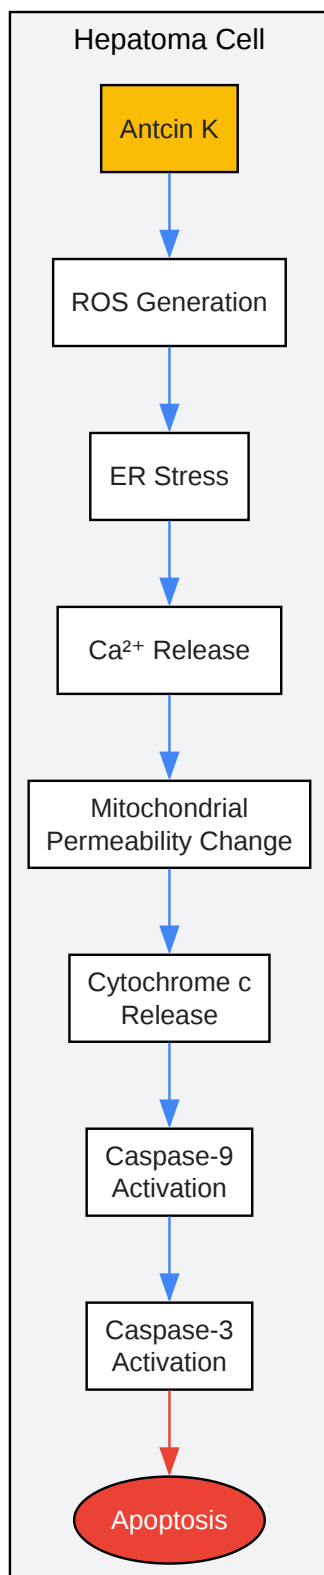 Hepatoma Cell
Antcin K
ROS Generation
ER Stress
Ca²⁺ Release
Mitochondrial
Permeability Change
Cytochrome c
Release
Caspase-9
Activation
Caspase-3
Activation
Apoptosis